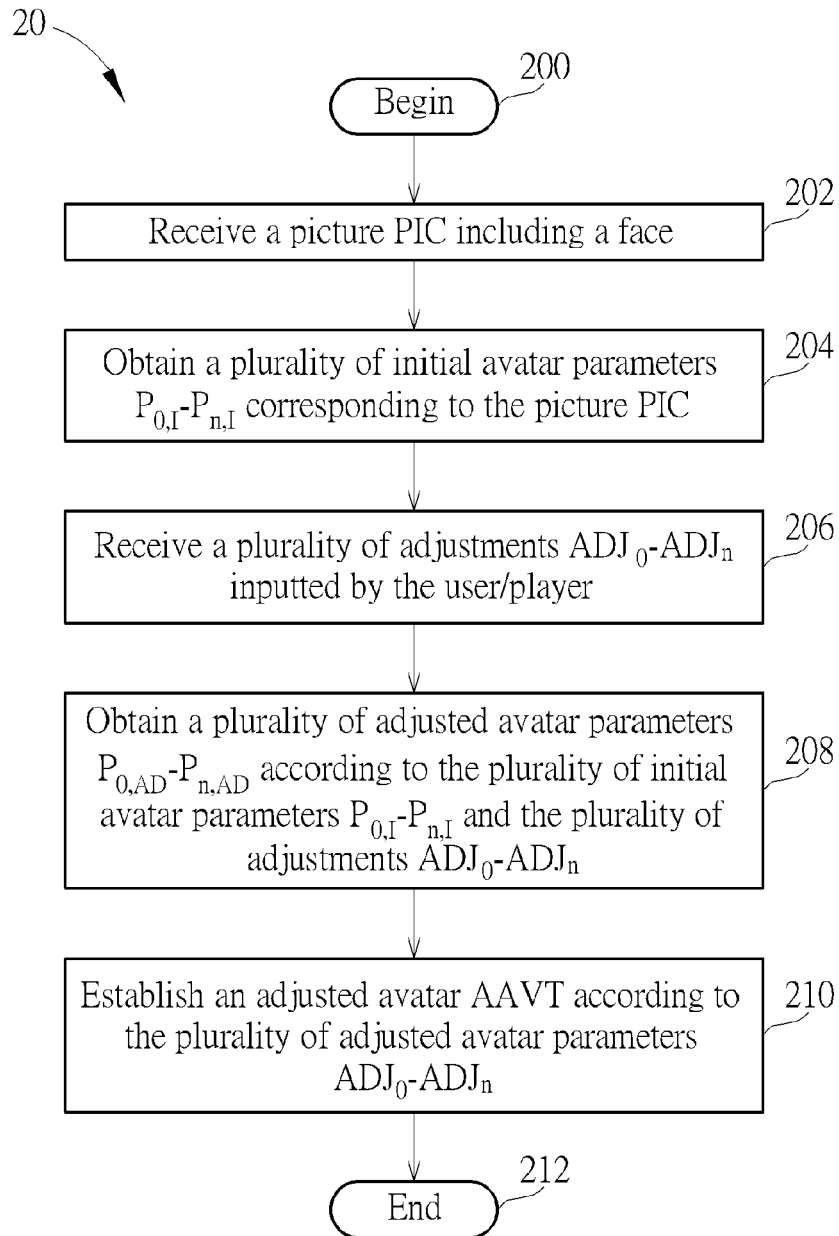 20
200
Begin
202
Receive a picture PIC including a face
204
Obtain a plurality of initial avatar parameters
P0,I-Pn,I corresponding to the picture PIC
206
Receive a plurality of adjustments ADJ0-ADJn
inputted by the user/player
208
Obtain a plurality of adjusted avatar parameters
P0,AD-Pn,AD according to the plurality of initial
avatar parameters P0,I-Pn,I and the plurality of
adjustments ADJ0-ADJn
210
Establish an adjusted avatar AAVT according to
the plurality of adjusted avatar parameters
ADJ0-ADJn
212
End